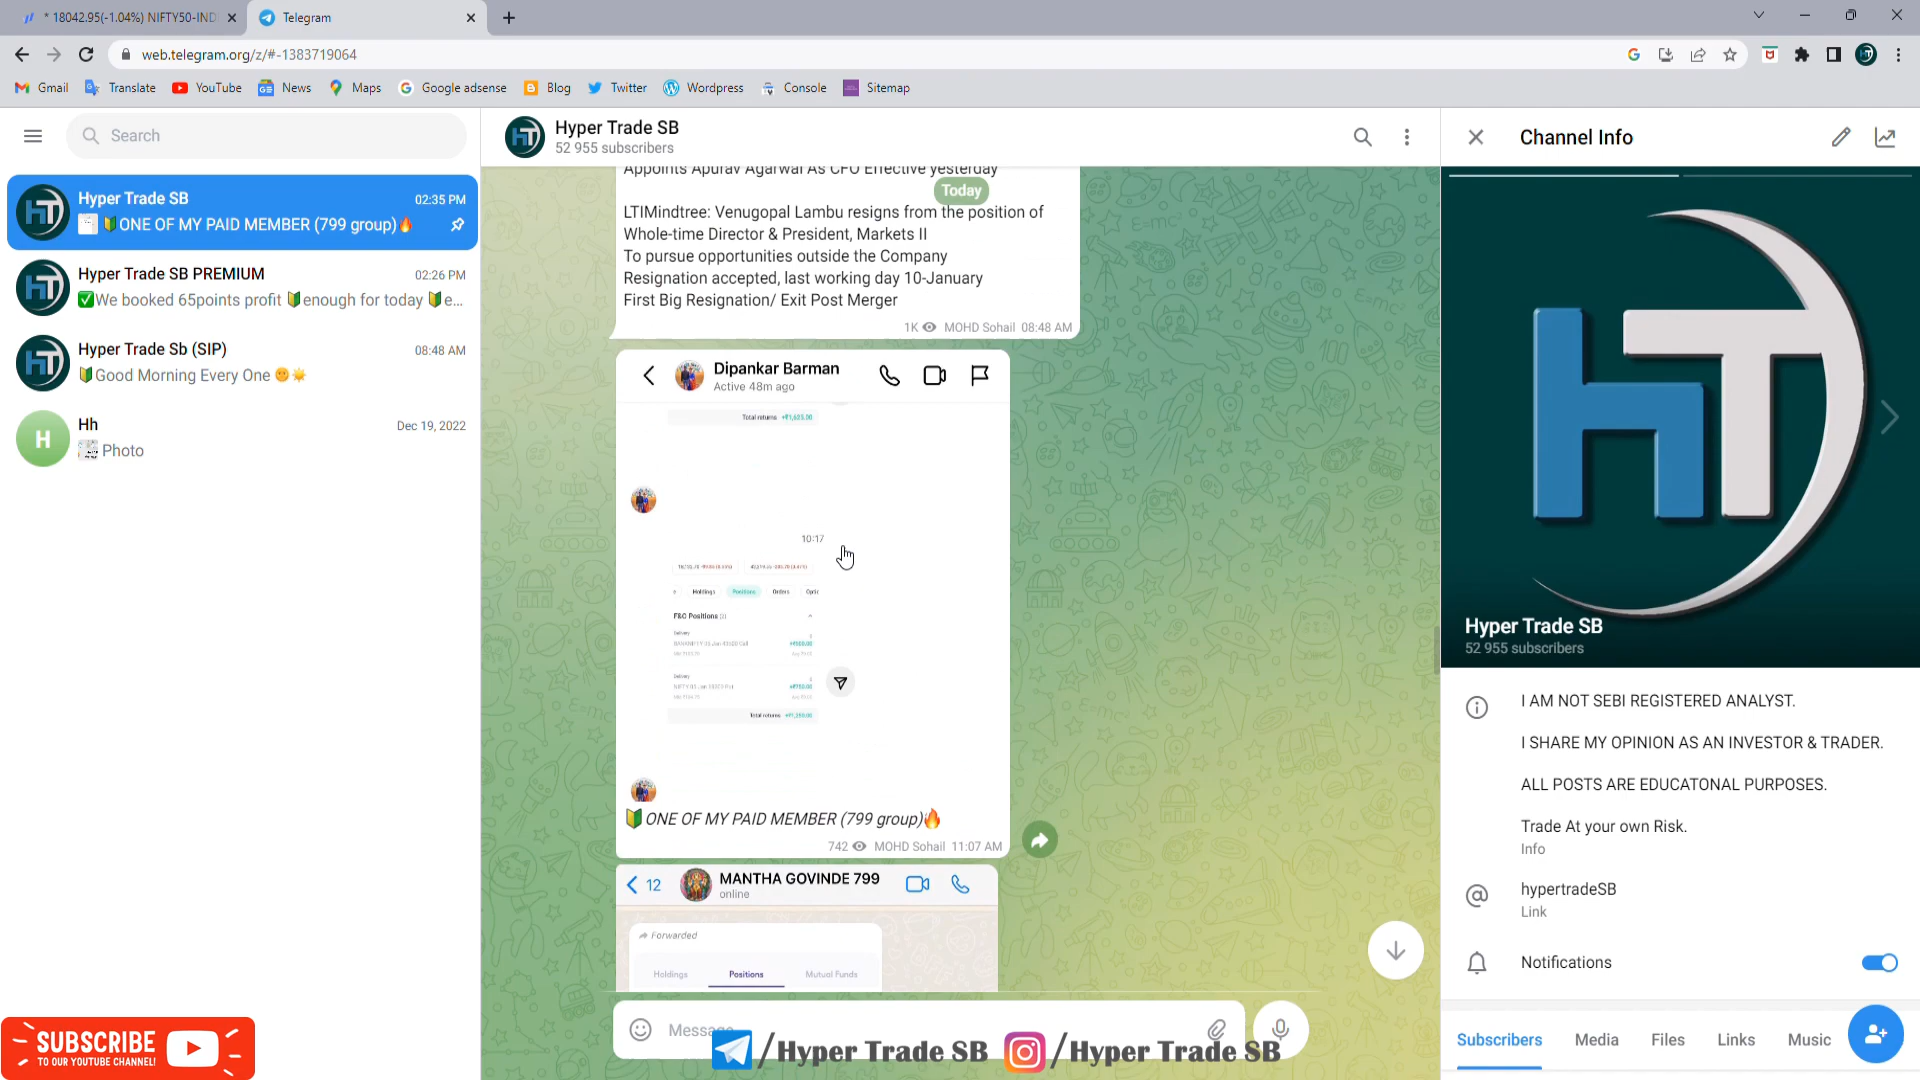 * 18042.95(-1.04%) NIFTY50-IND
Telegram
web.telegram.org/z/#-1383719064
Gmail
Translate
YouTube
News
Maps
Google adsense
Blog
Twitter
Wordpress
Console
Sitemap
Search
Hyper Trade SB
02:35 PM
🔰ONE OF MY PAID MEMBER (799 group)🔥
Hyper Trade SB PREMIUM
02:26 PM
✅We booked 65points profit 🔰enough for today 🔰e...
Hyper Trade Sb (SIP)
08:48 AM
🔰Good Morning Every One 🌞☀️
H
Hh
Dec 19, 2022
Photo
Hyper Trade SB
52 955 subscribers
Appoints Apurav Agarwal As CFO Effective yesterday
Today
LTIMindtree: Venugopal Lambu resigns from the position of
Whole-time Director & President, Markets II
To pursue opportunities outside the Company
Resignation accepted, last working day 10-January
First Big Resignation/ Exit Post Merger
1K MOHD Sohail 08:48 AM
Dipankar Barman
Active 48m ago
Total returns +₹1,625.00
10:17
Holdings Positions Orders
F&O Positions (2)
Delivery
Delivery
Total returns
🔰ONE OF MY PAID MEMBER (799 group)🔥
742 MOHD Sohail 11:07 AM
12
MANTHA GOVINDE 799
online
Forwarded
Holdings Positions Mutual Funds
Message
/Hyper Trade SB
/Hyper Trade SB
SUBSCRIBE
TO OUR YOUTUBE CHANNEL!
Channel Info
HT
Hyper Trade SB
52 955 subscribers
I AM NOT SEBI REGISTERED ANALYST.
I SHARE MY OPINION AS AN INVESTOR & TRADER.
ALL POSTS ARE EDUCATONAL PURPOSES.
Trade At your own Risk.
Info
hypertradeSB
Link
Notifications
Subscribers
Media
Files
Links
Music